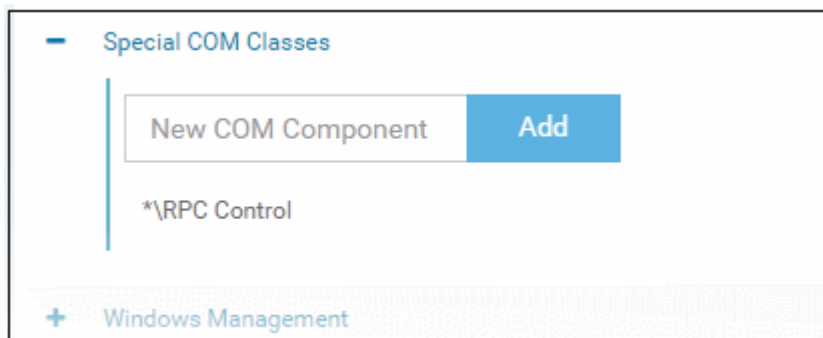 Special COM Classes
New COM Component Add
*\RPC Control
Windows Management